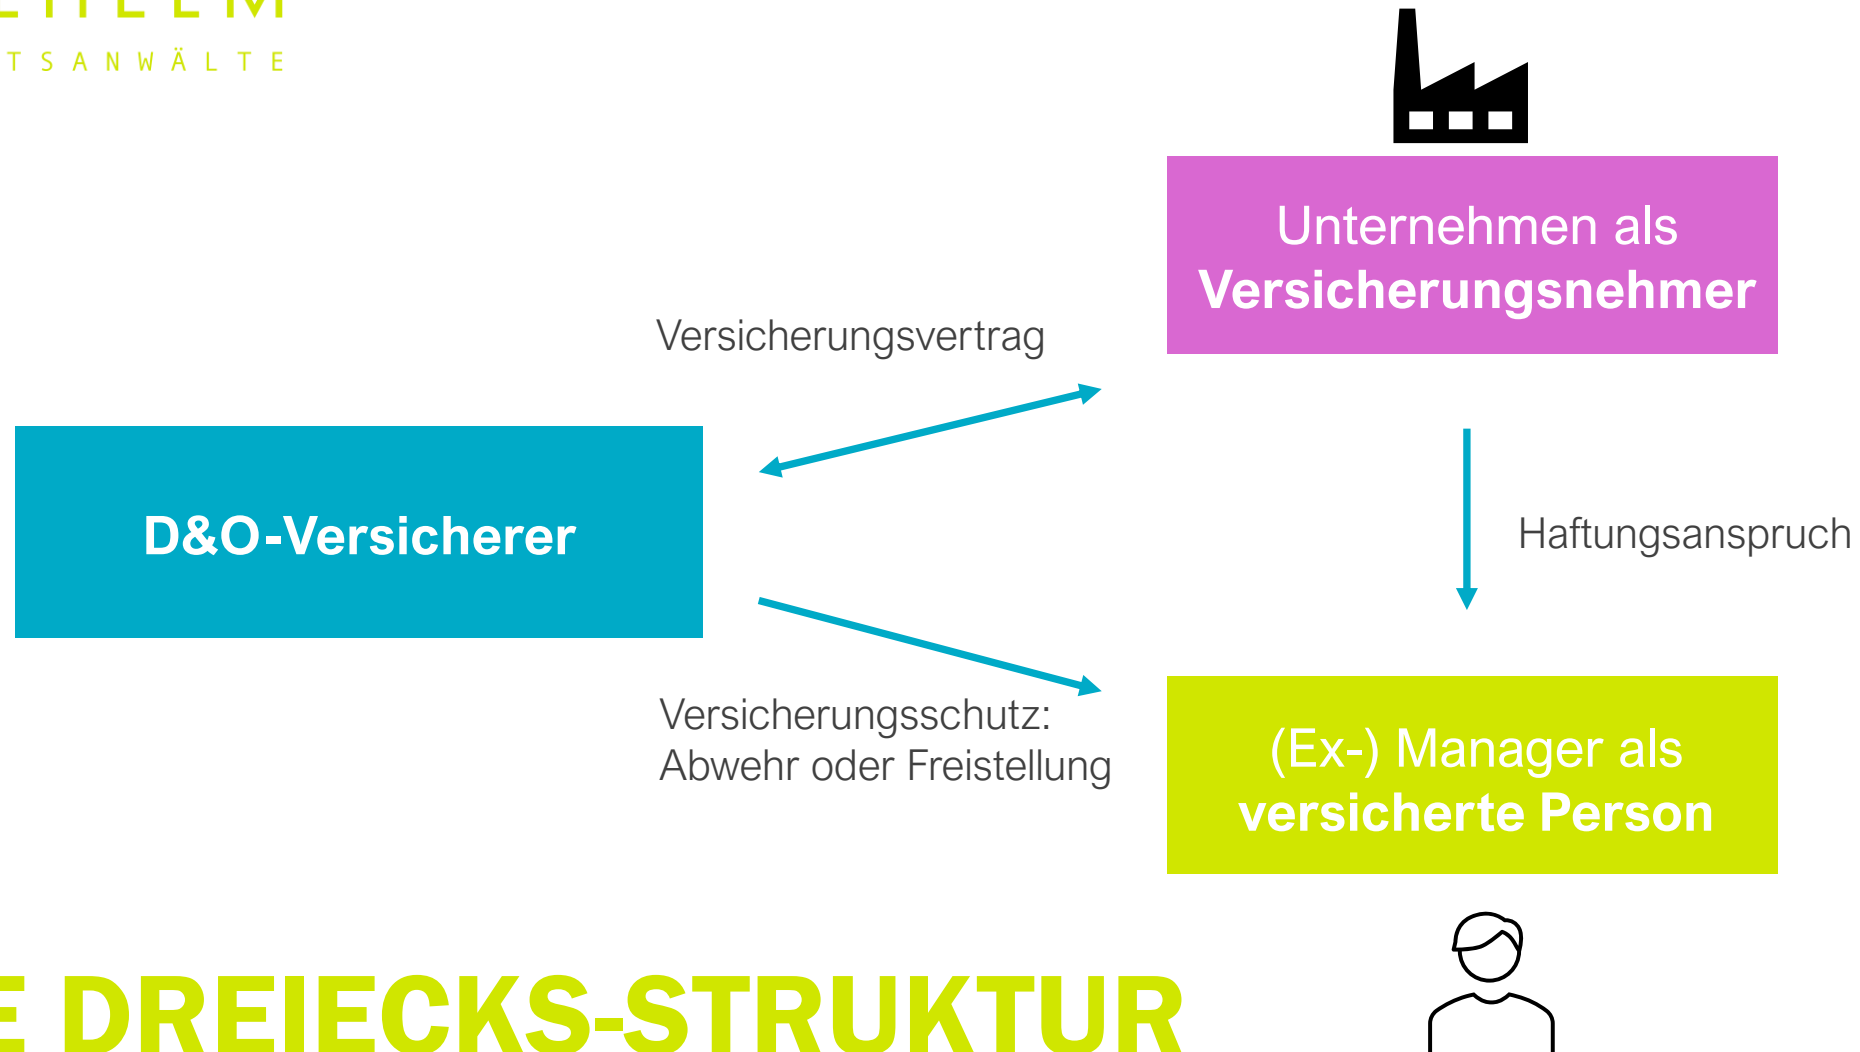 TSANWÄLTE
Unternehmen als
Versicherungsnehmer
Versicherungsvertrag
D&O-Versicherer
Haftungsanspruch
Versicherungsschutz:
Abwehr oder Freistellung
(Ex-) Manager als
versicherte Person
E DREIECKS-STRUKTUR